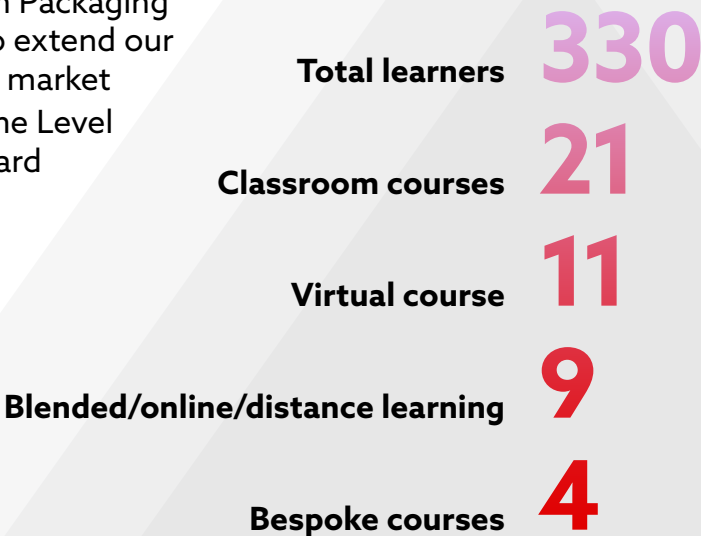 Packaging
extend our
market
Level
Total learners 330
Classroom courses 21
Virtual course 11
Blended/online/distance learning 9
Bespoke courses 4